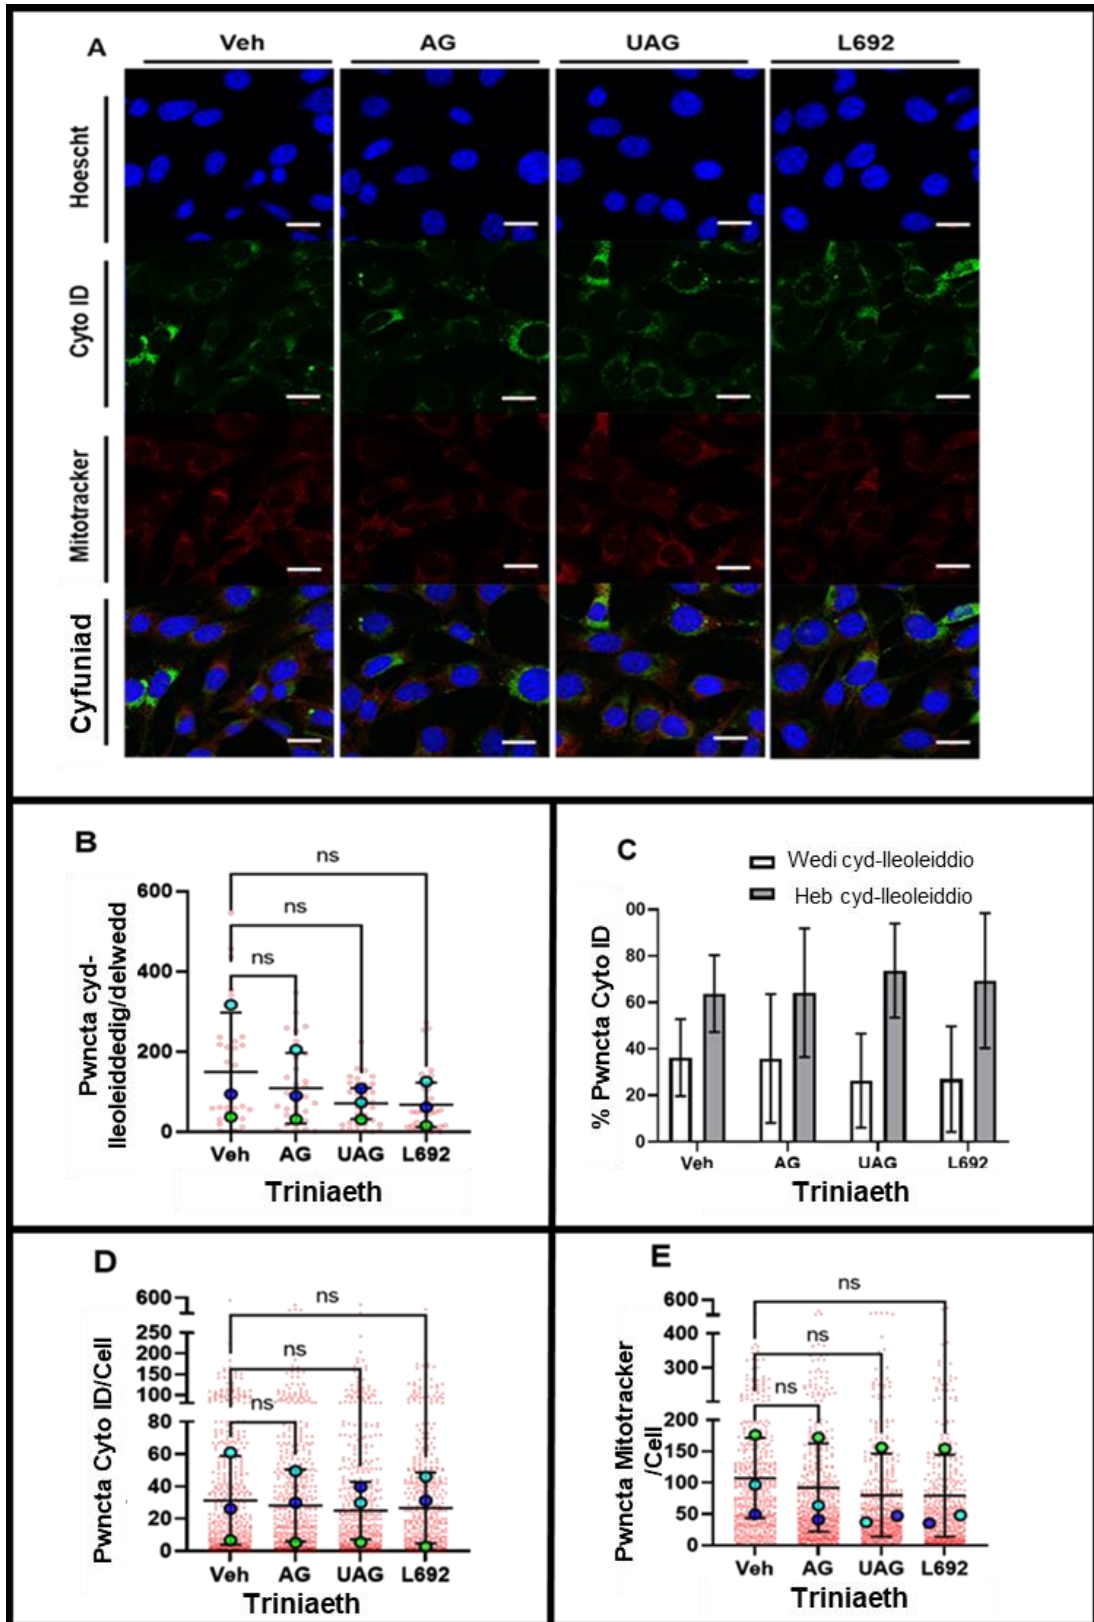 A
Veh AG UAG L692
Hoescht
Cyto ID
Mitotracker
Cyfuniad
B
ns
ns
ns
600
400
200
0
Pwncta cyd-
lleoleiddedig/delwedd
Veh AG UAG L692
Triniaeth
C
Wedi cyd-lleoleiddio
Heb cyd-lleoleiddio
00
80
60
40
20
0
% Pwncta Cyto ID
Veh AG UAG L692
Triniaeth
D
ns
ns
ns
600
250
200
150
100
80
60
40
20
0
Pwncta Cyto ID/Cell
Veh AG UAG L692
Triniaeth
E
ns
ns
ns
600
400
300
200
150
100
50
0
Pwncta Mitotracker
/Cell
Veh AG UAG L692
Triniaeth